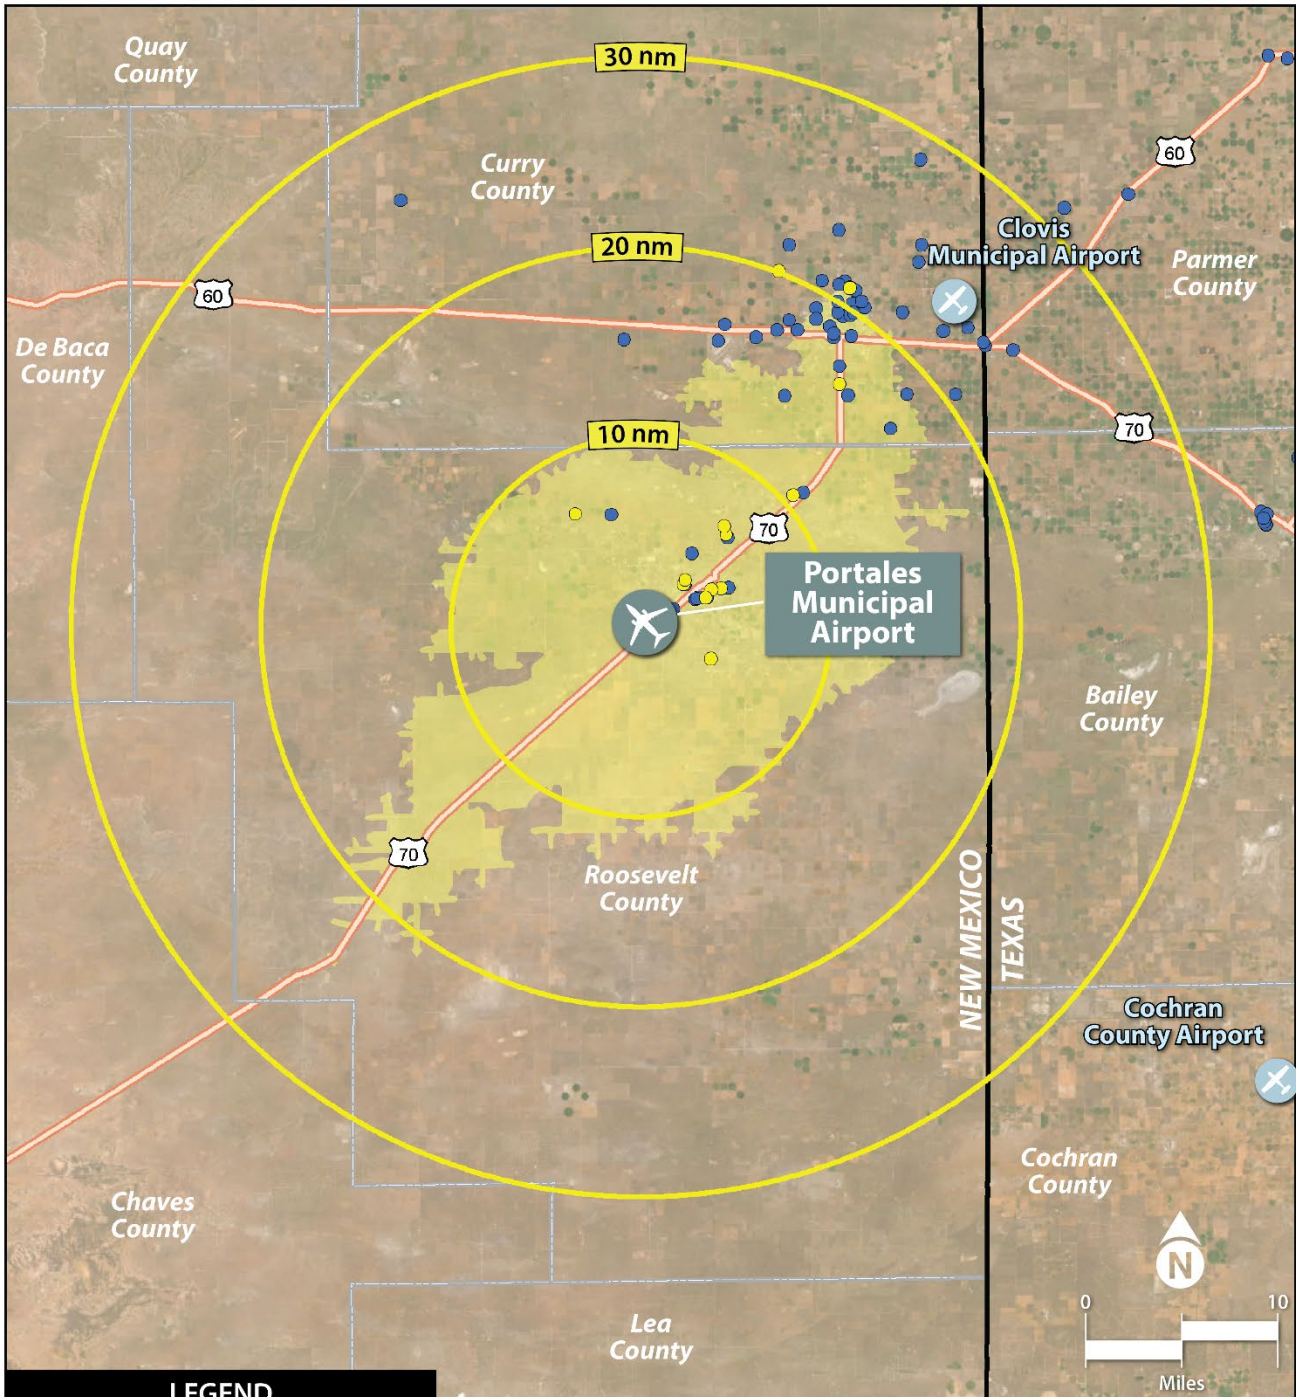 Quay
County
30 nm
60
Curry
County
Clovis
Municipal Airport
20 nm
Parmer
County
60
De Baca
County
10 nm
70
70
Portales
Municipal
Airport
Bailey
County
70
Roosevelt
County
NEW MEXICO
TEXAS
Cochran
County Airport
Cochran
County
Chaves
County
N
0 10
Miles
Lea
County
LEGEND